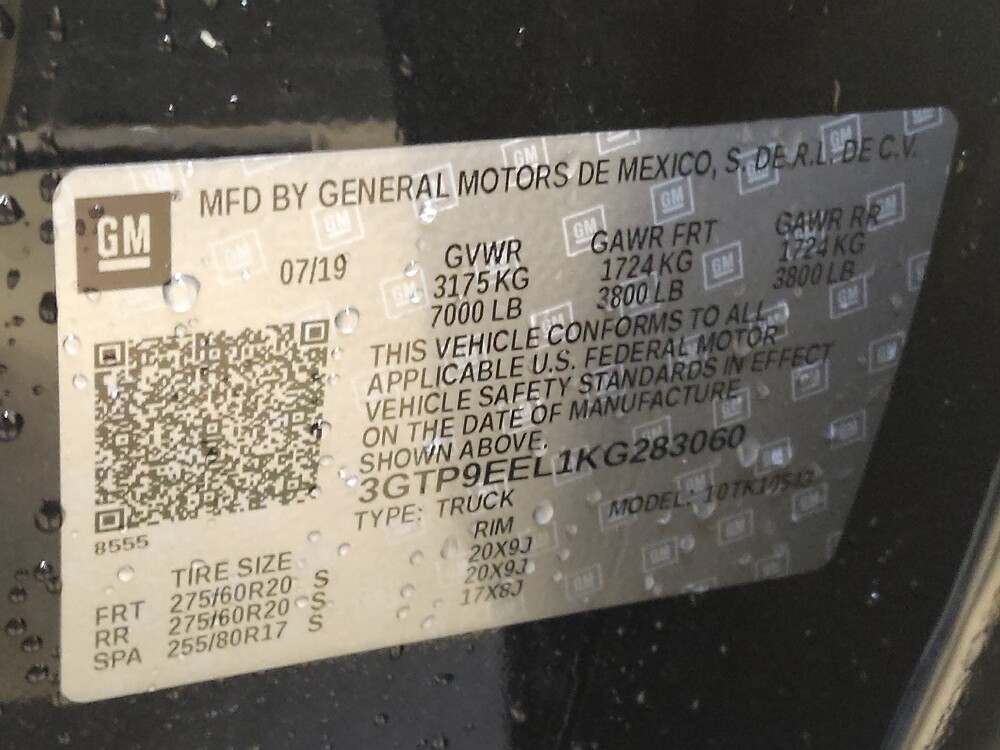 GM
MFD BY GENERAL MOTORS DE MEXICO, S. DE R.L. DE C.V.
07/19
GVWR GAWR FRT GAWR RR
3175 KG 1724 KG 1724 KG
7000 LB 3800 LB 3800 LB
THIS VEHICLE CONFORMS TO ALL
APPLICABLE U.S. FEDERAL MOTOR
VEHICLE SAFETY STANDARDS IN EFFECT
ON THE DATE OF MANUFACTURE
SHOWN ABOVE.
3GTP9EEL1KG283060
TYPE: TRUCK MODEL:
8555
TIRE SIZE RIM
FRT 275/60R20 S 20X9J
RR 275/60R20 S 20X9J
SPA 255/80R17 S 17X8J